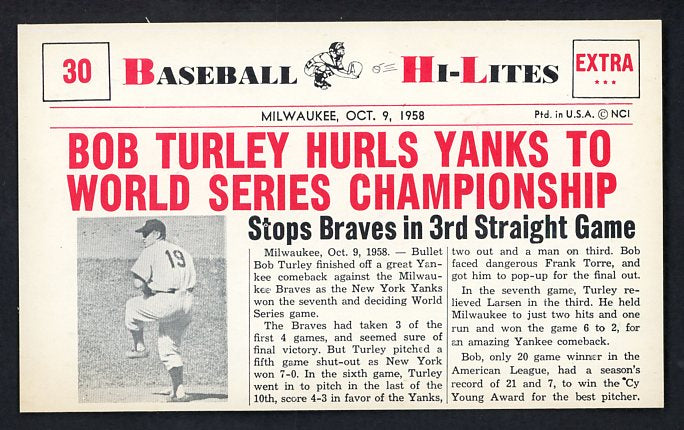 30
BASEBALL HI-LITES
EXTRA
MILWAUKEE, OCT. 9, 1958
Ptd. in U.S.A. © NCI
BOB TURLEY HURLS YANKS TO
WORLD SERIES CHAMPIONSHIP
Stops Braves in 3rd Straight Game
19
Milwaukee, Oct. 9, 1958. — Bullet
Bob Turley finished off a great Yan-
kee comeback against the Milwau-
kee Braves as the New York Yanks
won the seventh and deciding World
Series game.
The Braves had taken 3 of the
first 4 games, and seemed sure of
final victory. But Turley pitched a
fifth game shut-out as New York
won 7-0. In the sixth game, Turley
went in to pitch in the last of the
10th, score 4-3 in favor of the Yanks,
two out and a man on third. Bob
faced dangerous Frank Torre, and
got him to pop-up for the final out.
In the seventh game, Turley re-
lieved Larsen in the third. He held
Milwaukee to just two hits and one
run and won the game 6 to 2, for
an amazing Yankee comeback.
Bob, only 20 game winner in the
American League, had a season's
record of 21 and 7, to win the "Cy
Young Award for the best pitcher.